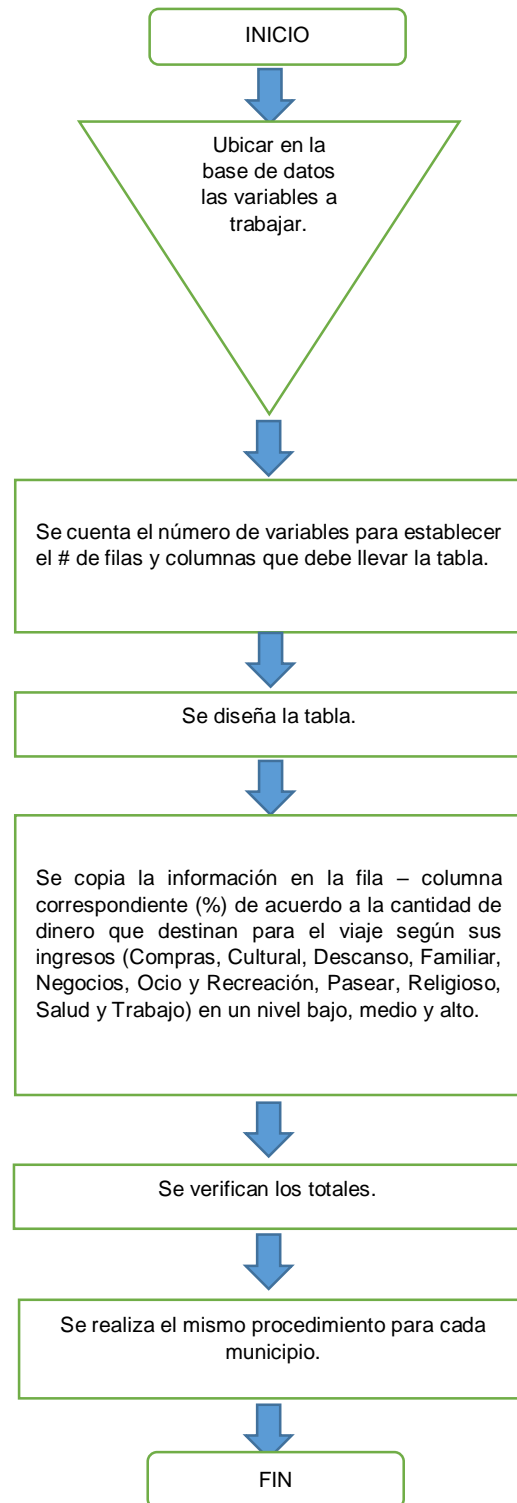 INICIO
Ubicar en la
base de datos
las variables a
trabajar.
Se cuenta el número de variables para establecer
el # de filas y columnas que debe llevar la tabla.
Se diseña la tabla.
Se copia la información en la fila – columna
correspondiente (%) de acuerdo a la cantidad de
dinero que destinan para el viaje según sus
ingresos (Compras, Cultural, Descanso, Familiar,
Negocios, Ocio y Recreación, Pasear, Religioso,
Salud y Trabajo) en un nivel bajo, medio y alto.
Se verifican los totales.
Se realiza el mismo procedimiento para cada
municipio.
FIN